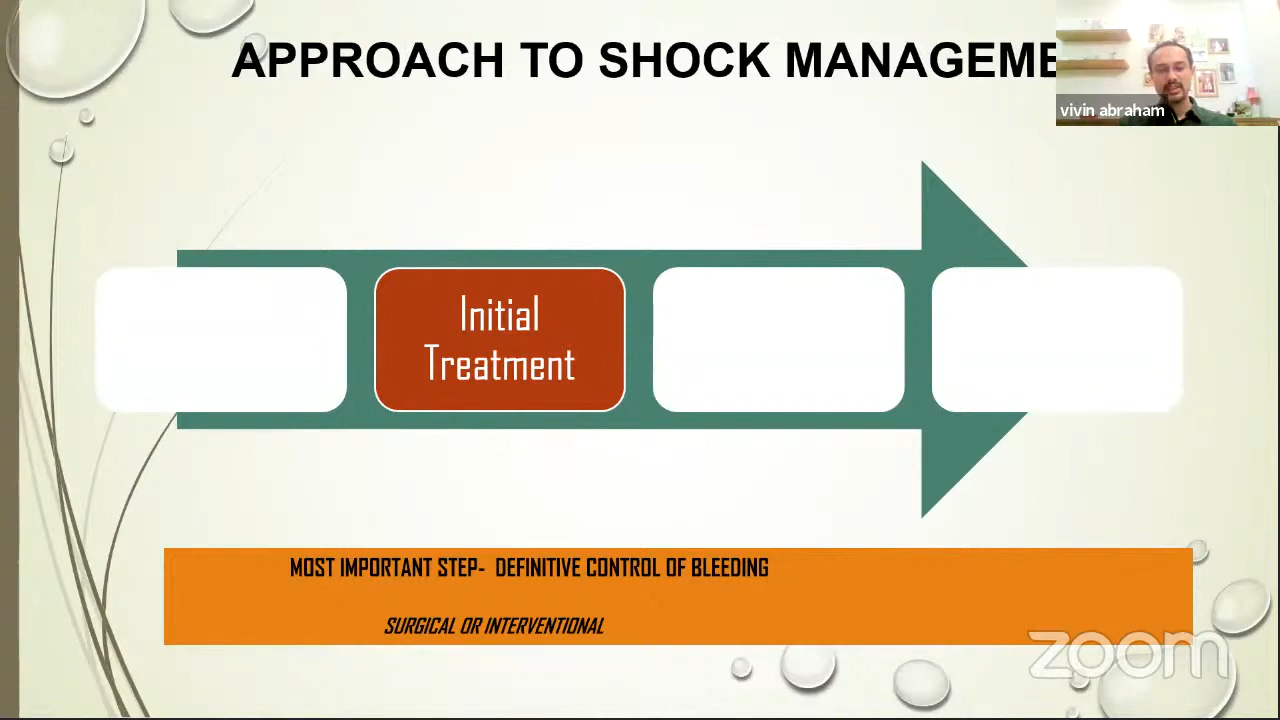 APPROACH TO SHOCK MANAGEME
vivin abraham
Initial
Treatment
MOST IMPORTANT STEP- DEFINITIVE CONTROL OF BLEEDING
SURGICAL OR INTERVENTIONAL
zoom